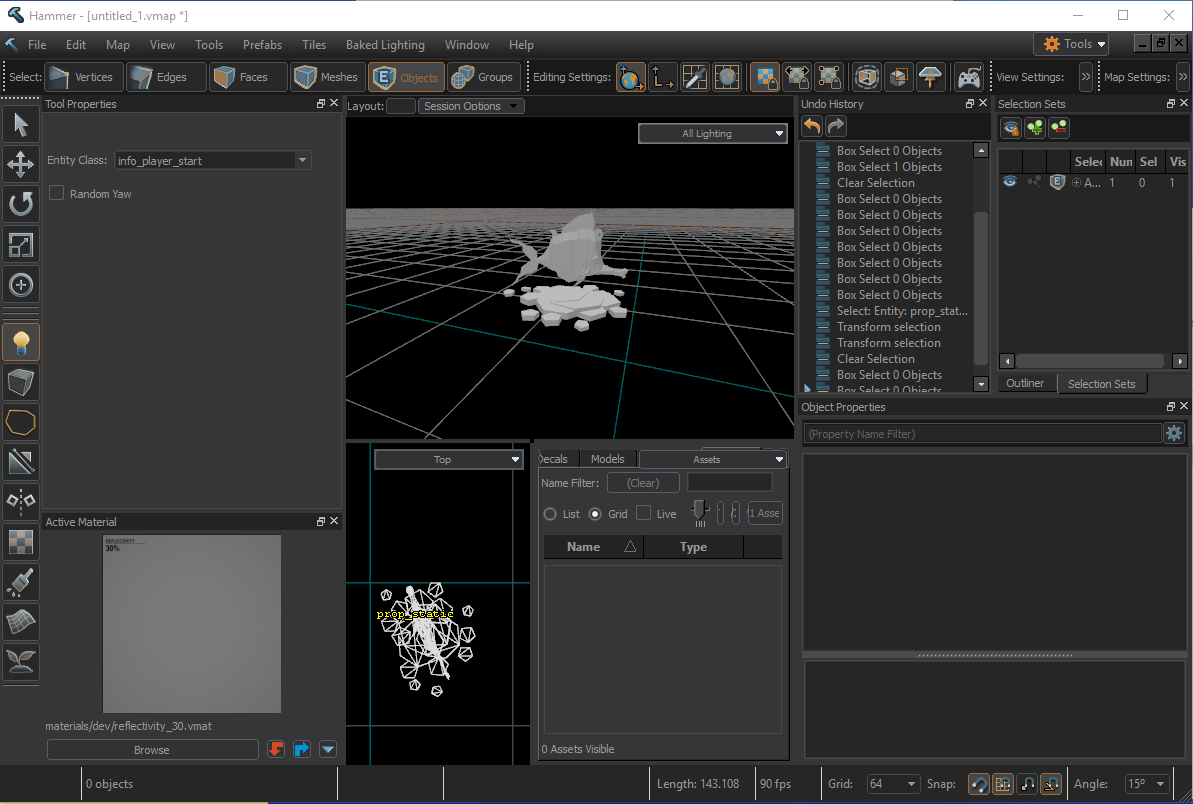 Hammer - [untitled_1.vmap *]
File Edit Map View Tools Prefabs Tiles Baked Lighting Window Help Tools
Select: Vertices Edges Faces Meshes Objects Groups Editing Settings: View Settings: » Map Settings: »
Tool Properties
Entity Class: info_player_start
Random Yaw
Layout: Session Options
All Lighting
Undo History
Box Select 0 Objects
Box Select 1 Objects
Clear Selection
Box Select 0 Objects
Box Select 0 Objects
Box Select 0 Objects
Box Select 0 Objects
Box Select 0 Objects
Box Select 0 Objects
Box Select 0 Objects
Select: Entity: prop_stat...
Transform selection
Transform selection
Clear Selection
Box Select 0 Objects
Box Select 0 Objects
Selection Sets
Selec Num Sel Vis
A... 1 0 1
Outliner Selection Sets
Object Properties
(Property Name Filter)
Active Material
REFLECTIVITY
30%
materials/dev/reflectivity_30.vmat
Browse
Top
prop_static
Decals Models Assets
Name Filter: (Clear)
List Grid Live 1 Asse
Name Type
0 Assets Visible
0 objects Length: 143.108 90 fps Grid: 64 Snap: Angle: 15°